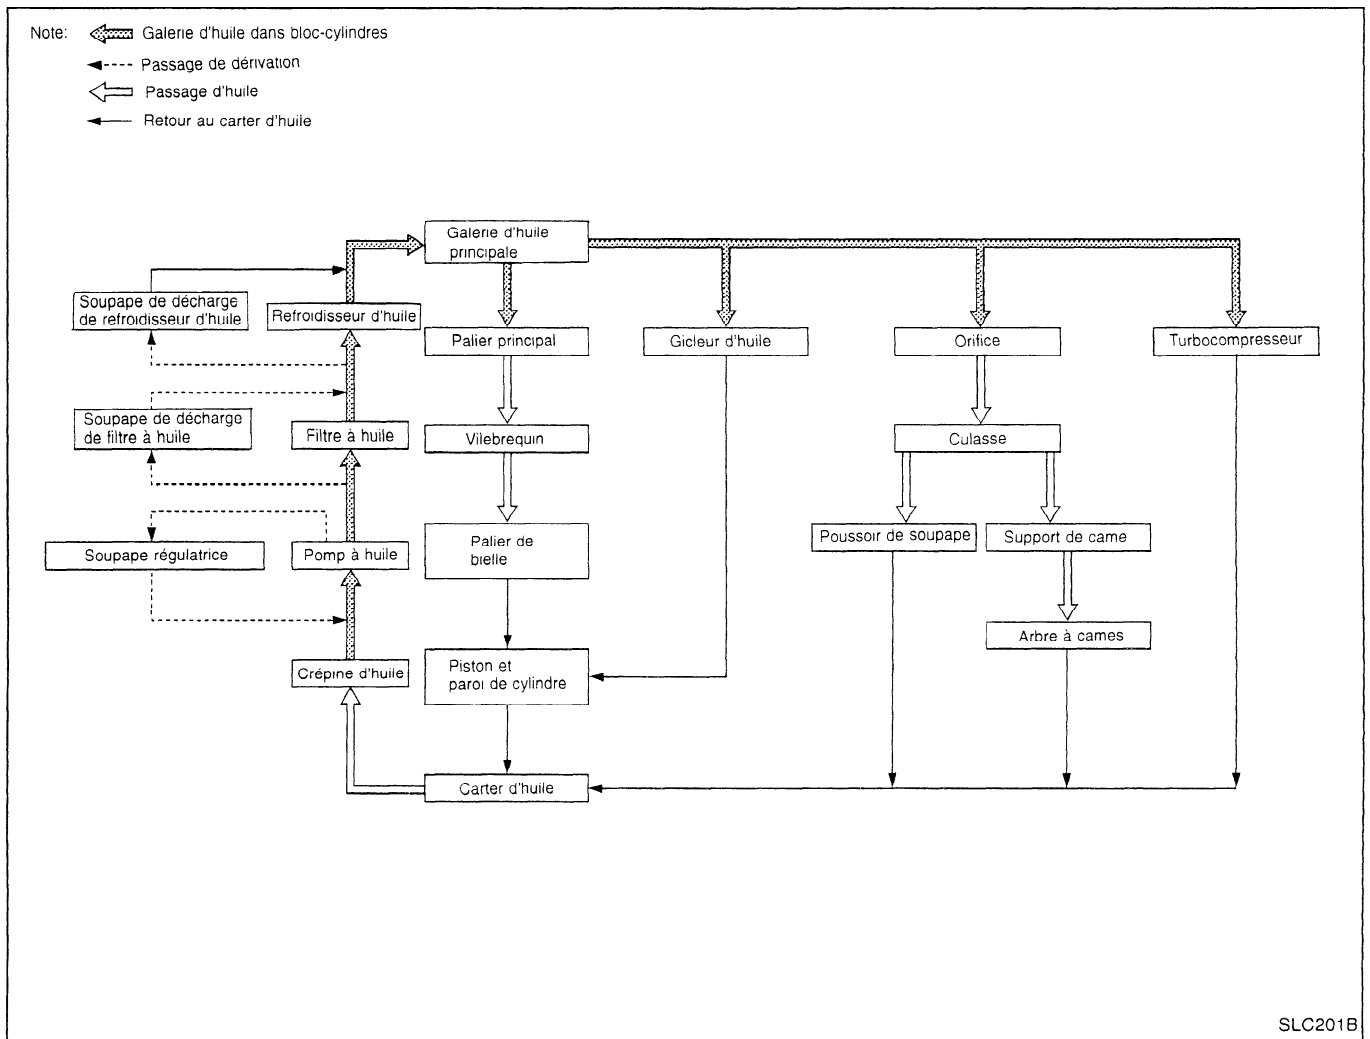 Note:
Galerie d'huile dans bloc-cylindres
Passage de dérivation
Passage d'huile
Retour au carter d'huile
Galerie d'huile
principale
Soupape de décharge
de refroidisseur d'huile
Refroidisseur d'huile
Palier principal
Gicleur d'huile
Orifice
Turbocompresseur
Soupape de décharge
de filtre à huile
Filtre à huile
Vilebrequin
Culasse
Soupape régulatrice
Pomp à huile
Palier de
bielle
Poussoir de soupape
Support de came
Arbre à cames
Crépine d'huile
Piston et
paroi de cylindre
Carter d'huile
SLC201B